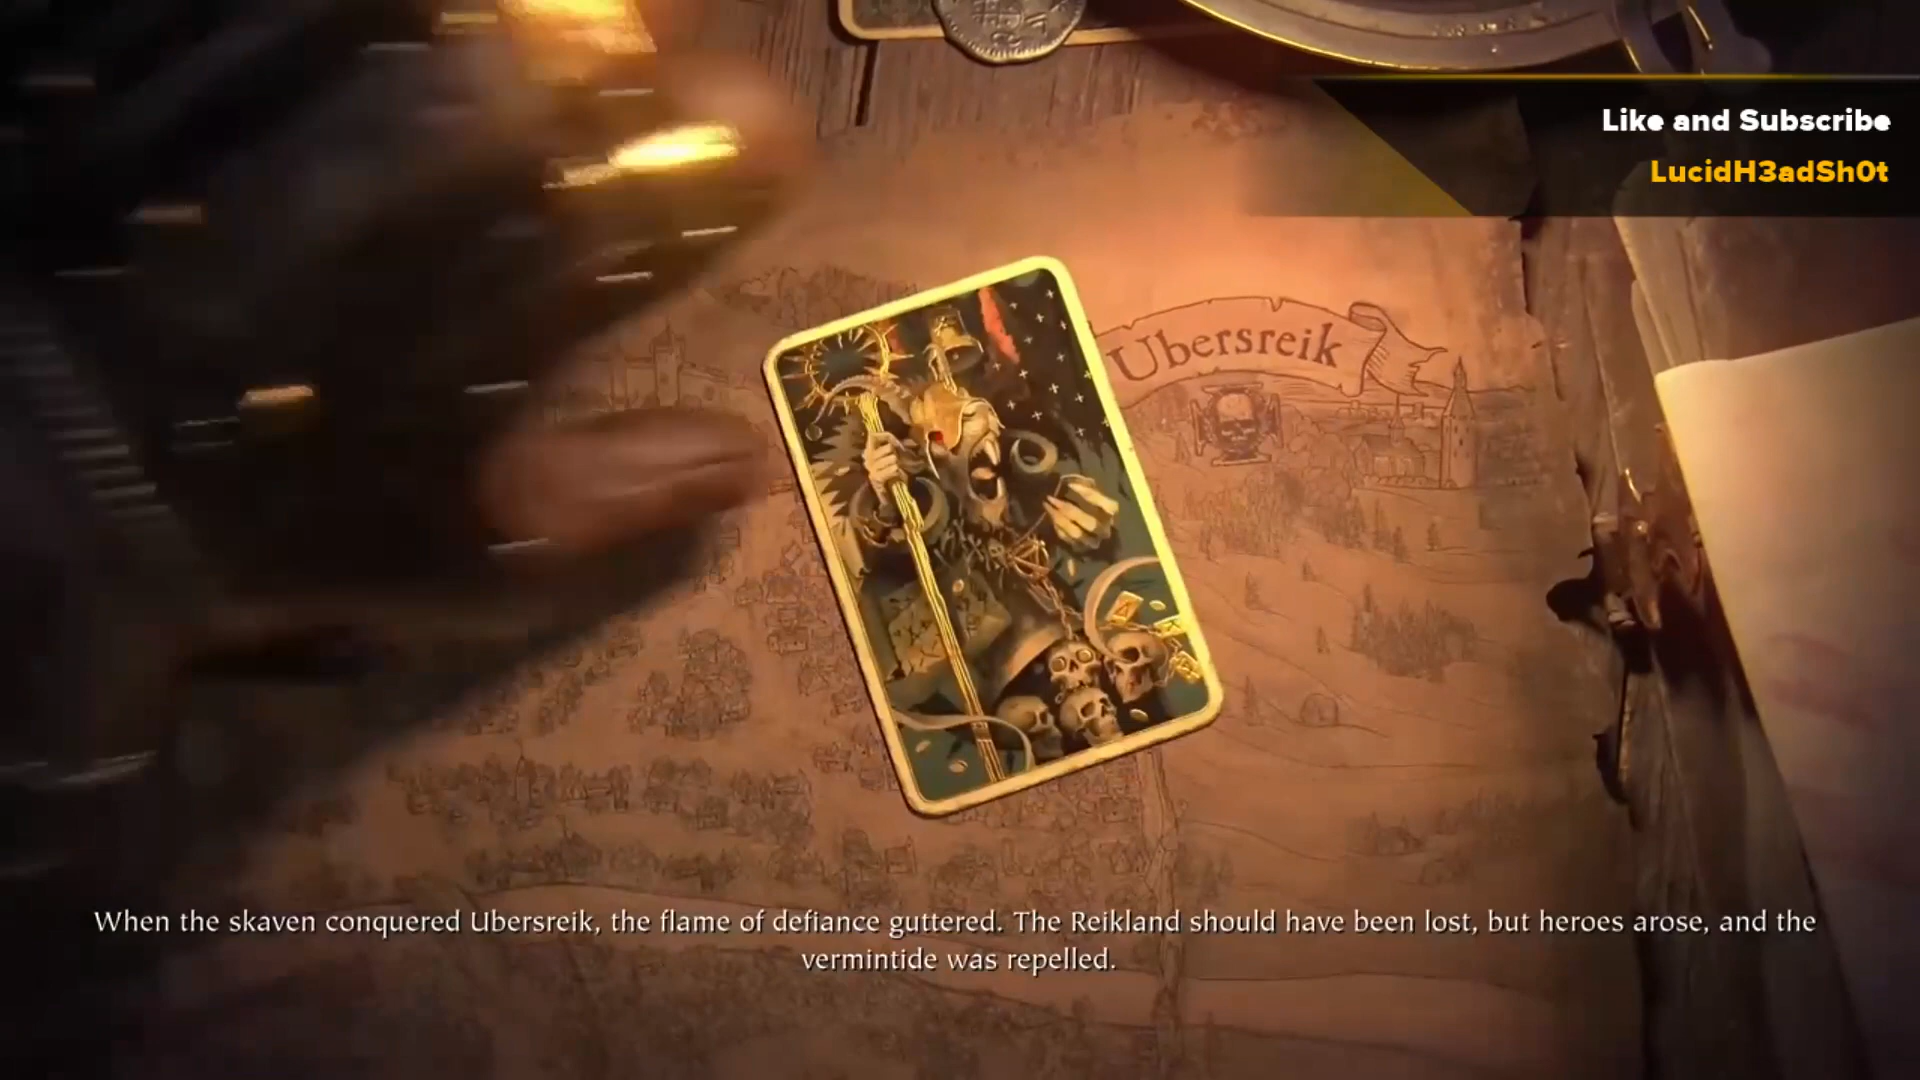 Like and Subscribe
LucidH3adSh0t
Ubersreik
When the skaven conquered Ubersreik, the flame of defiance guttered. The Reikland should have been lost, but heroes arose, and the
vermintide was repelled.